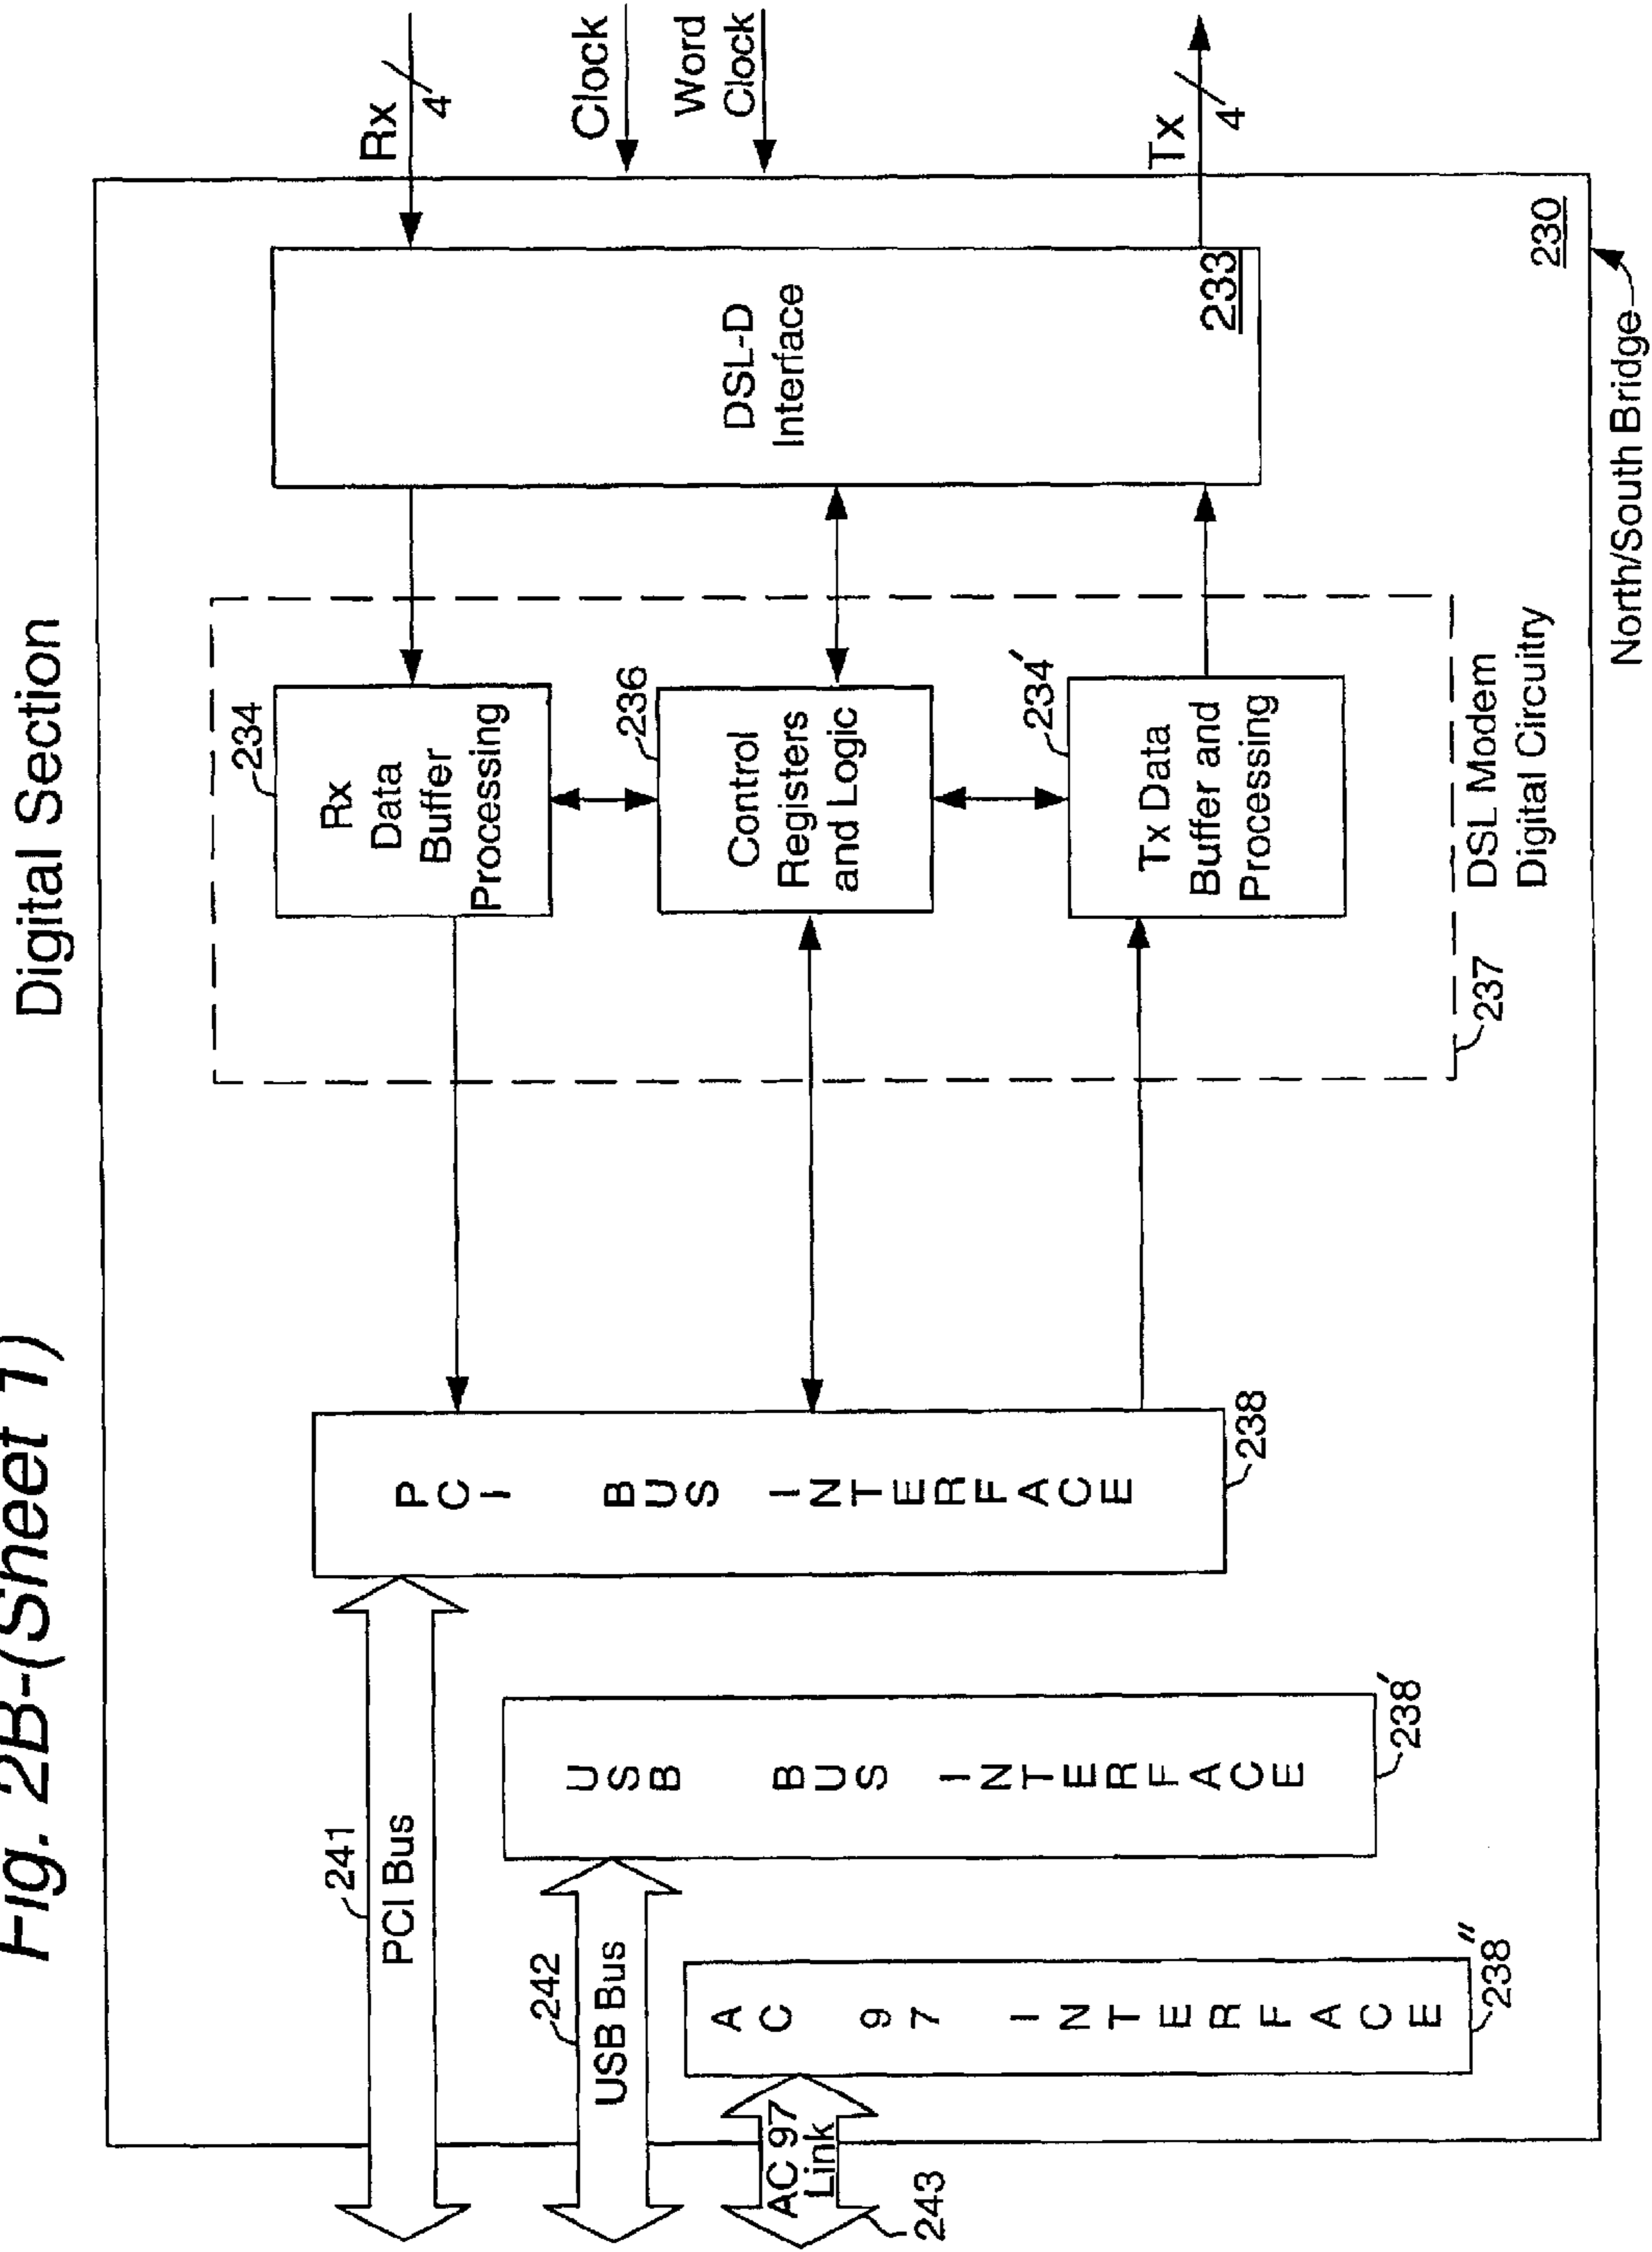 Fig. 2B-(Sheet 1)
Digital Section
241
PCI Bus
242
USB Bus
AC 97
Link
243
PCI BUS INTERFACE
238
USB BUS INTERFACE
238'
AC 97 INTERFACE
238"
234
Rx
Data
Buffer
Processing
236
Control
Registers
and Logic
234'
Tx Data
Buffer and
Processing
237
DSL Modem
Digital Circuitry
DSL-D
Interface
233
Rx
4
Clock
Word
Clock
Tx
4
230
North/South Bridge